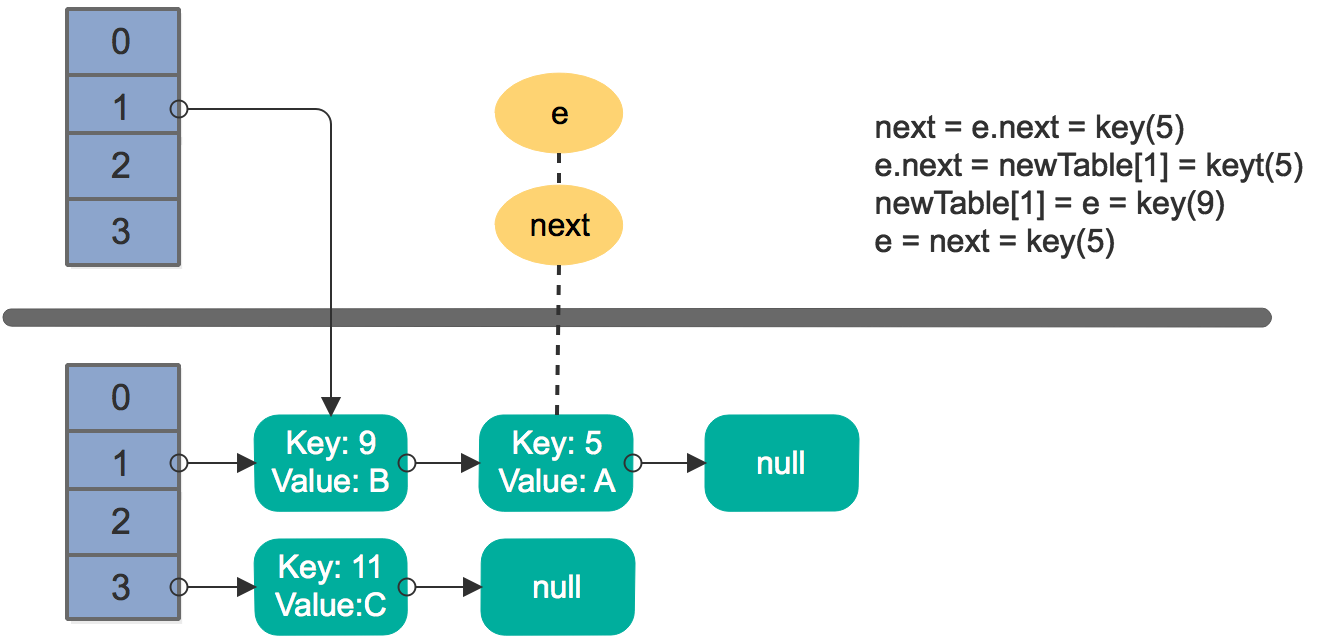 0
1
2
3
e
next
next = e.next = key(5)
e.next = newTable[1] = keyt(5)
newTable[1] = e = key(9)
e = next = key(5)
0
1
2
3
Key: 9
Value: B
Key: 5
Value: A
null
Key: 11
Value:C
null